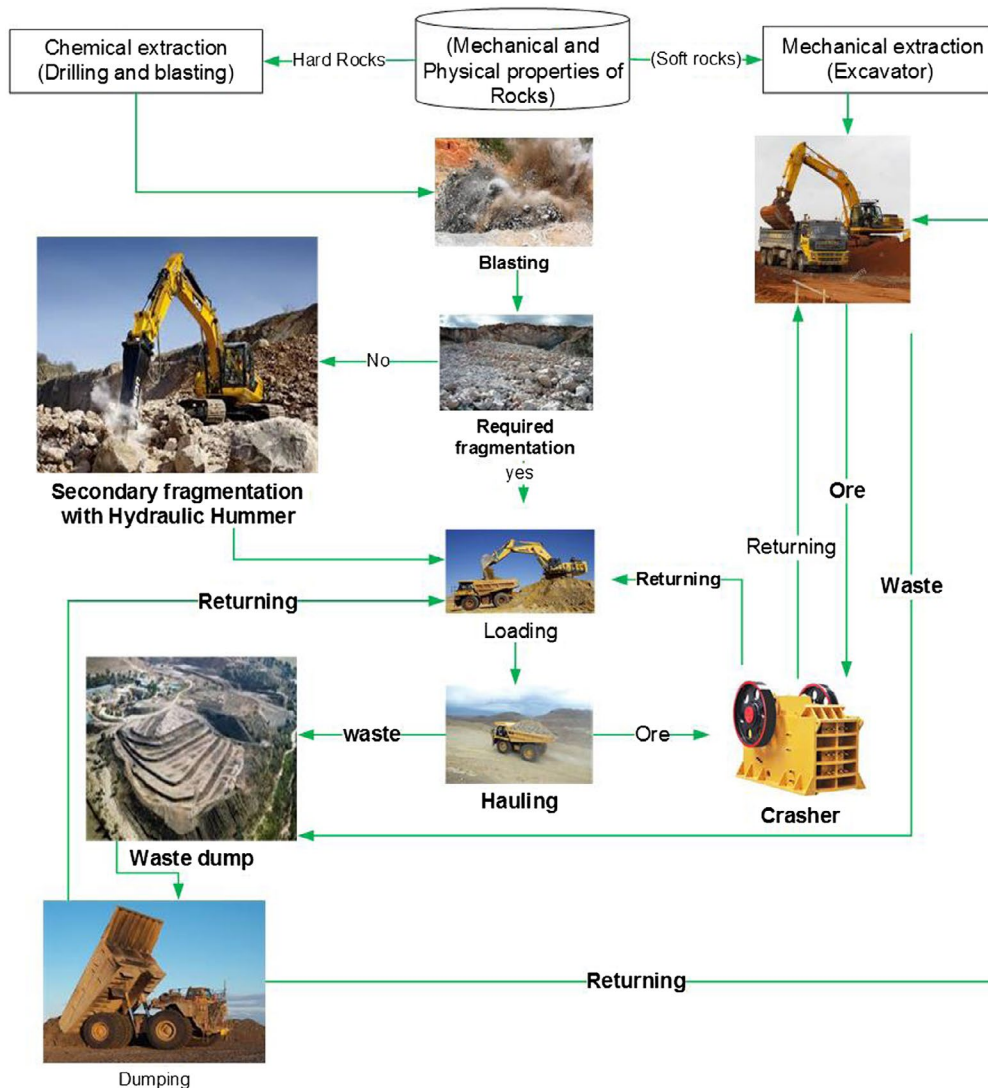 Chemical extraction
(Drilling and blasting)
Hard Rocks
(Mechanical and
Physical properties of
Rocks)
(Soft rocks)
Mechanical extraction
(Excavator)
Blasting
No
Required
fragmentation
yes
Secondary fragmentation
with Hydraulic Hummer
Ore
Returning
Waste
Returning
Returning
Loading
waste
Ore
Hauling
Crasher
Waste dump
Returning
Dumping